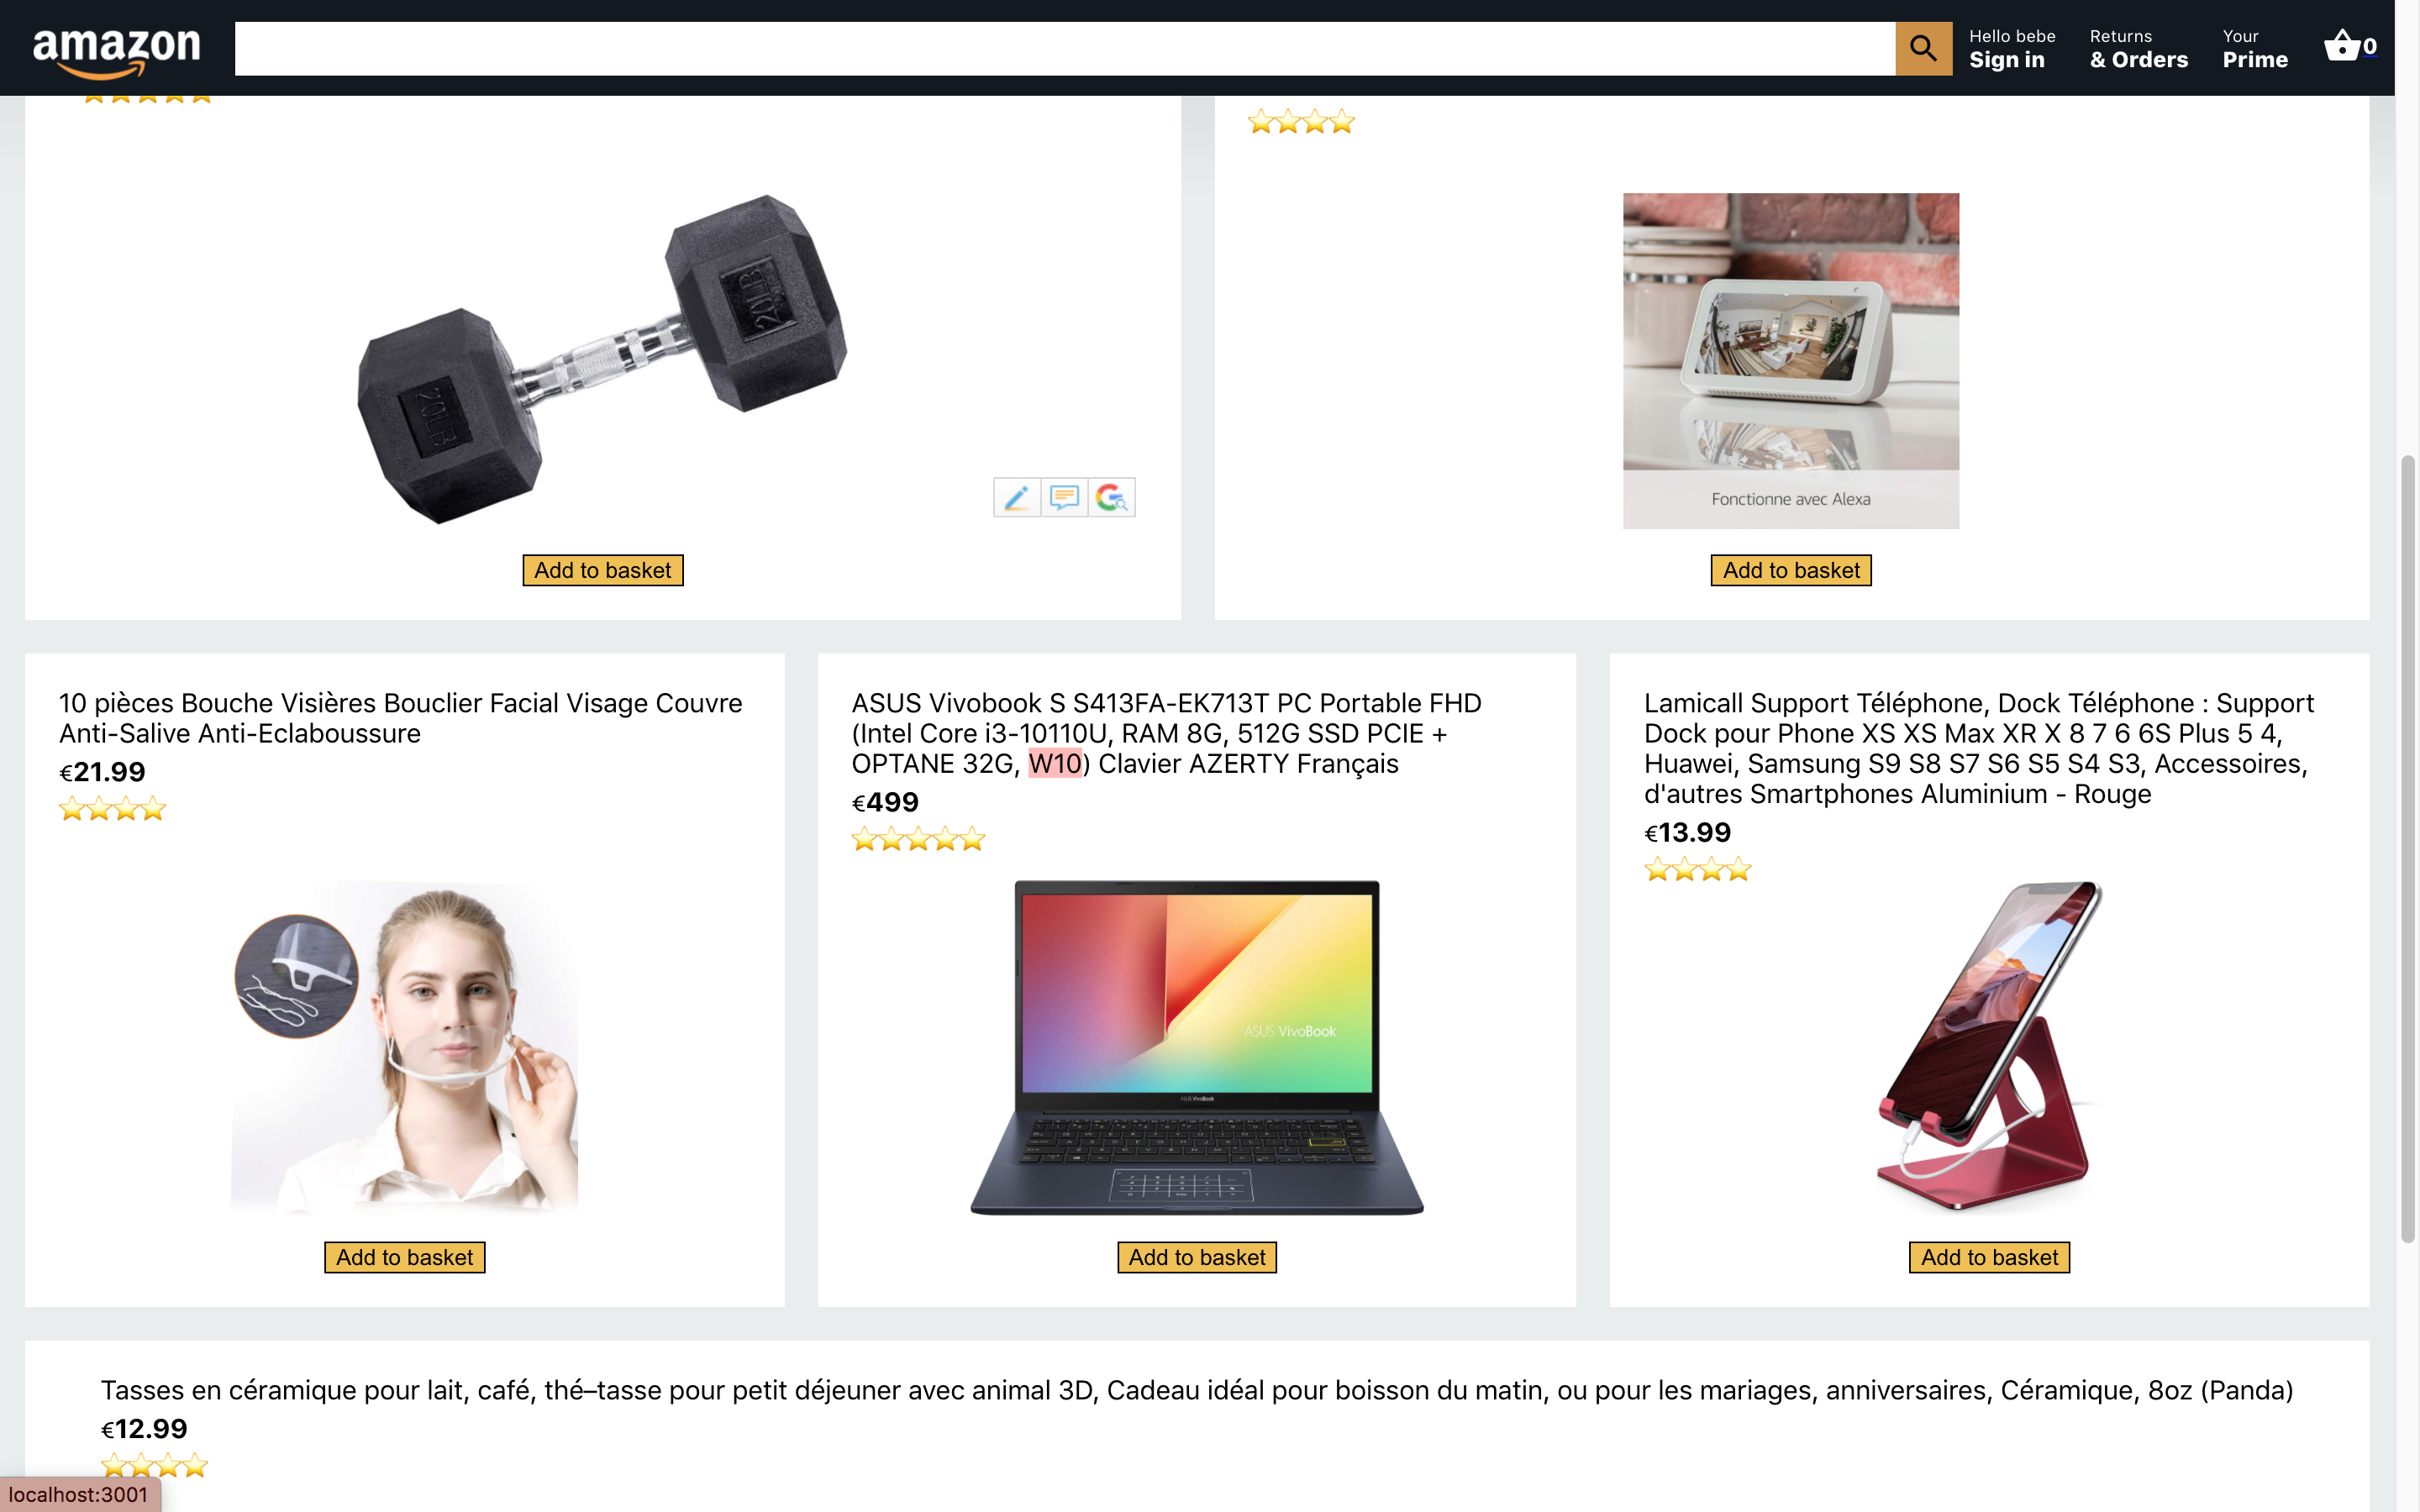 amazon
Hello bebe
Sign in
Returns
& Orders
Your
Prime
0
20LB
20LB
Fonctionne avec Alexa
Add to basket
Add to basket
10 pièces Bouche Visières Bouclier Facial Visage Couvre
Anti-Salive Anti-Eclaboussure
€21.99
Add to basket
ASUS Vivobook S S413FA-EK713T PC Portable FHD
(Intel Core i3-10110U, RAM 8G, 512G SSD PCIE +
OPTANE 32G, W10) Clavier AZERTY Français
€499
ASUS VivoBook
ASUS VivoBook
Add to basket
Lamicall Support Téléphone, Dock Téléphone : Support
Dock pour Phone XS XS Max XR X 8 7 6 6S Plus 5 4,
Huawei, Samsung S9 S8 S7 S6 S5 S4 S3, Accessoires,
d'autres Smartphones Aluminium - Rouge
€13.99
Add to basket
Tasses en céramique pour lait, café, thé–tasse pour petit déjeuner avec animal 3D, Cadeau idéal pour boisson du matin, ou pour les mariages, anniversaires, Céramique, 8oz (Panda)
€12.99
localhost:3001